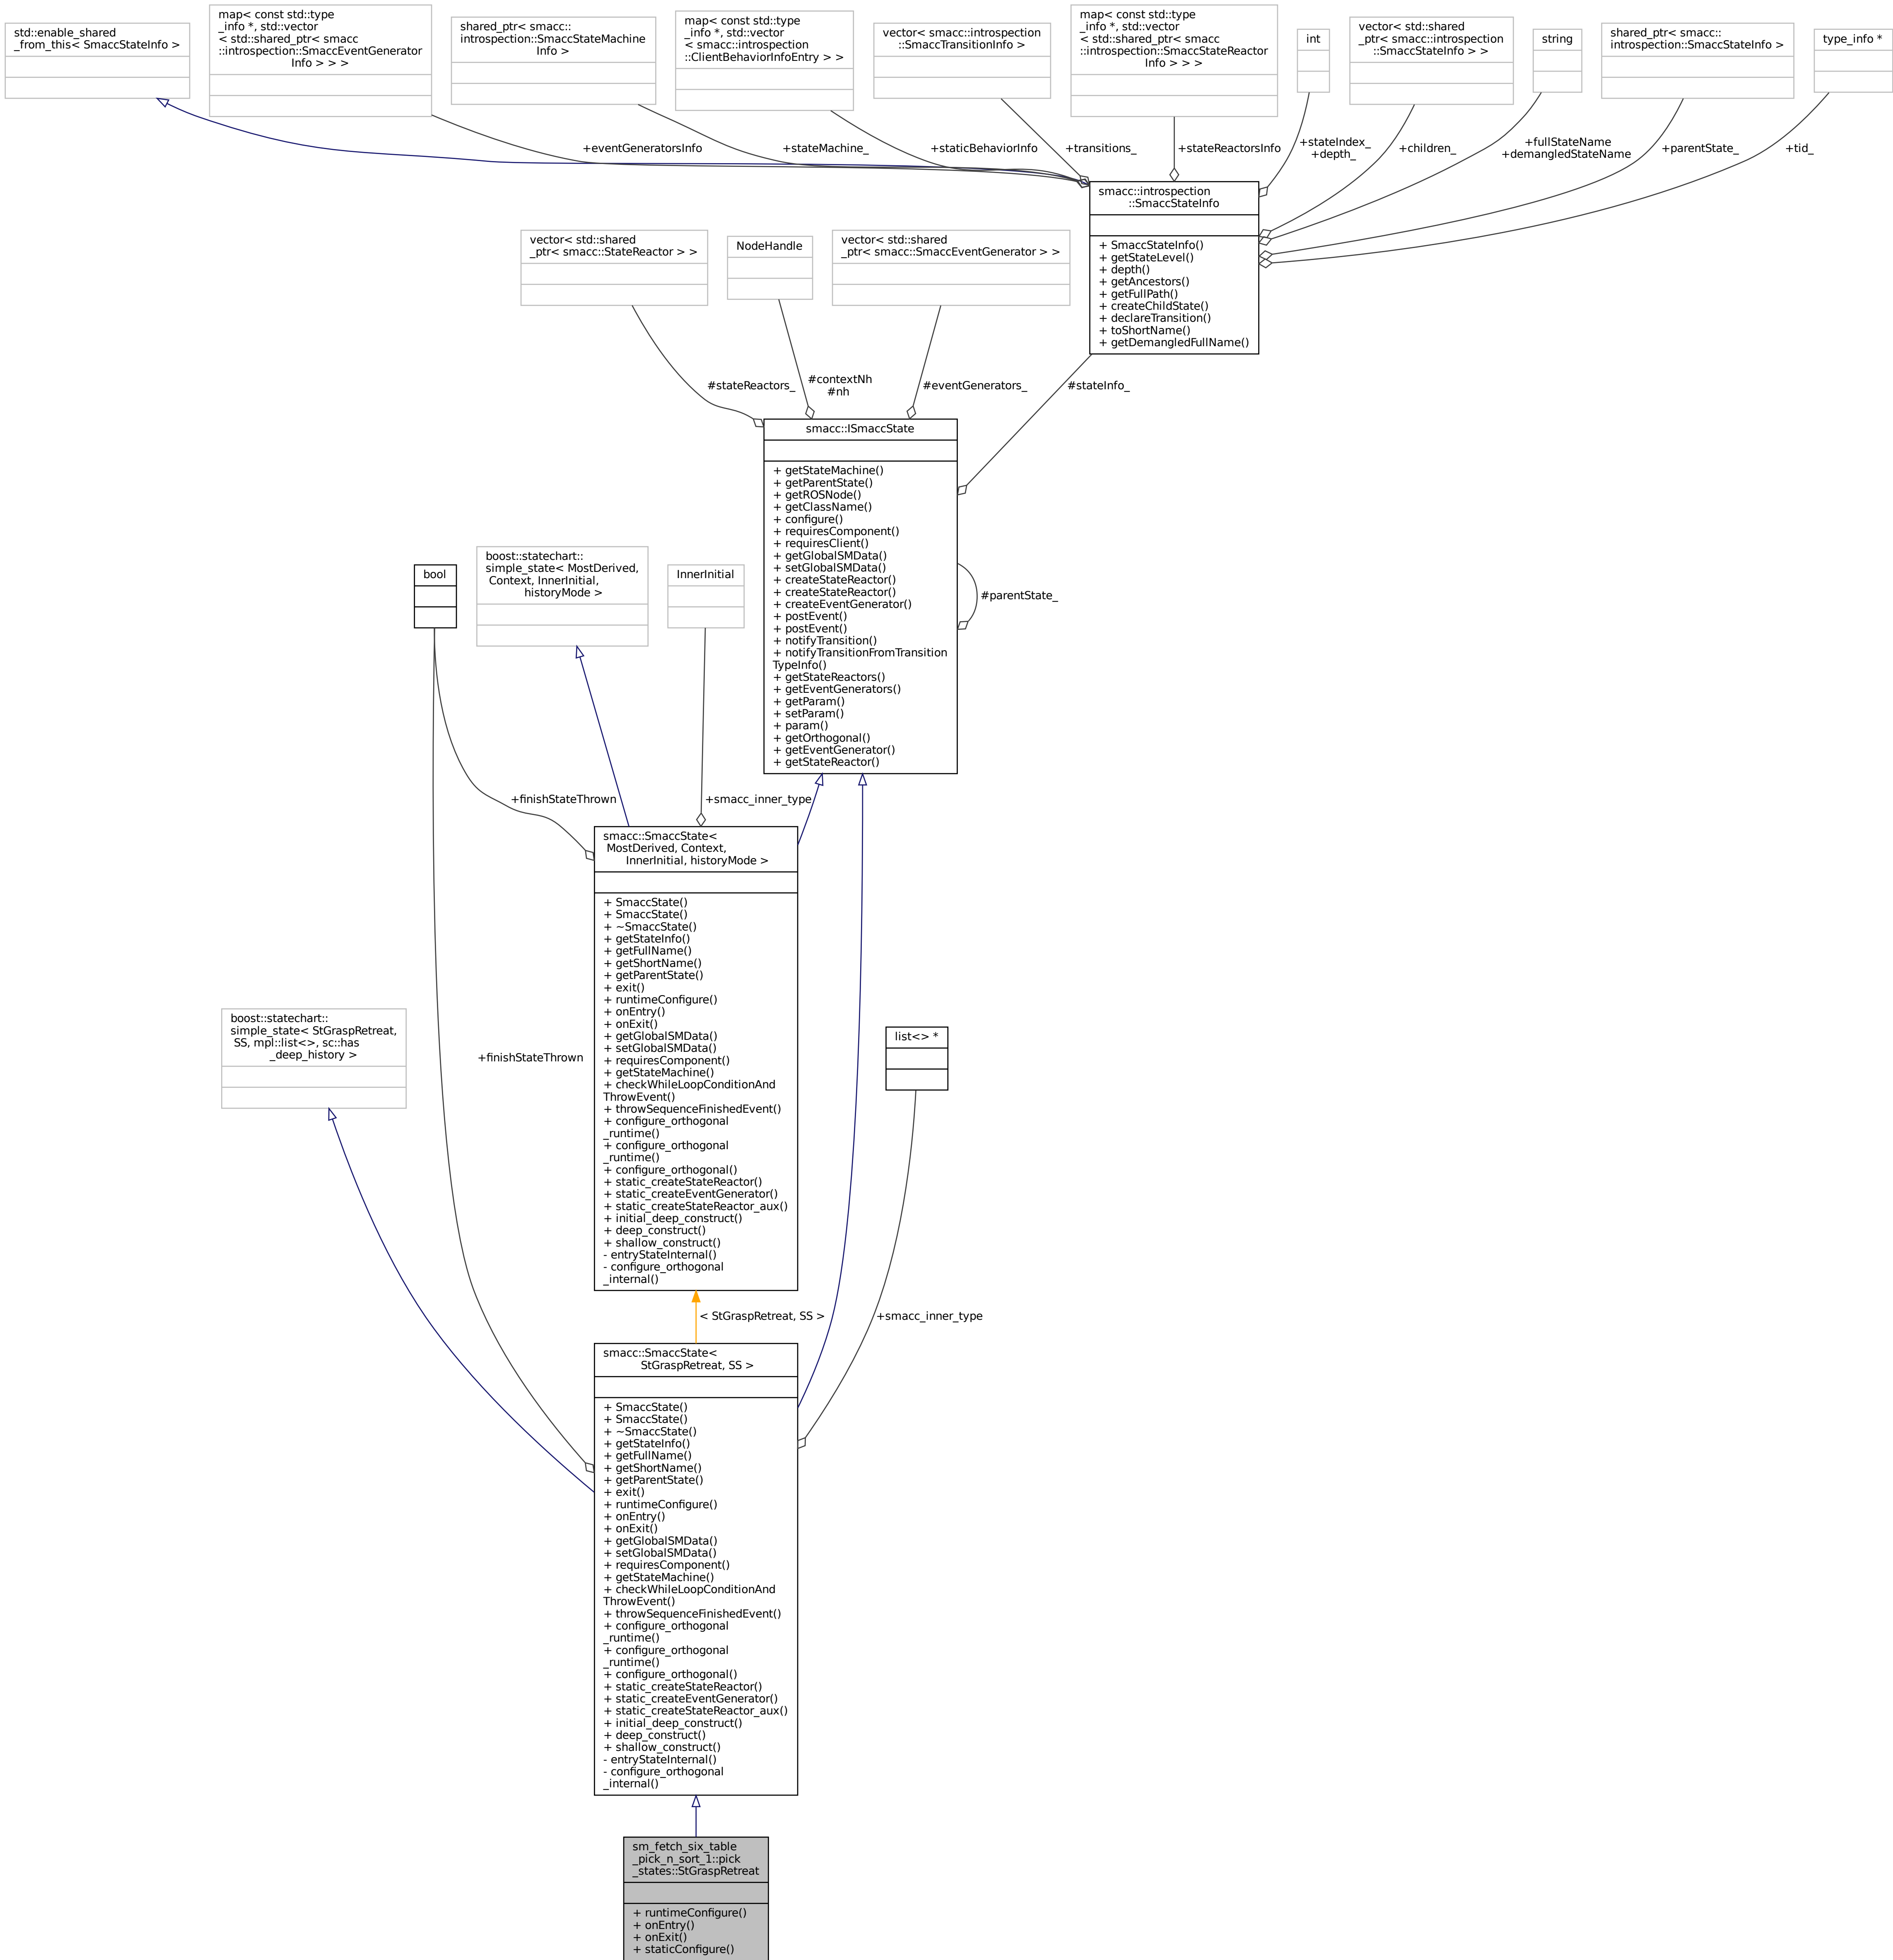 std::enable_shared
_from_this< SmaccStateInfo >
map< const std::type
_info *, std::vector
< std::shared_ptr< smacc
::introspection::SmaccEventGenerator
Info > > >
shared_ptr< smacc::
introspection::SmaccStateMachine
Info >
map< const std::type
_info *, std::vector
< smacc::introspection
::ClientBehaviorInfoEntry > >
vector< smacc::introspection
::SmaccTransitionInfo >
map< const std::type
_info *, std::vector
< std::shared_ptr< smacc
::introspection::SmaccStateReactor
Info > > >
int
vector< std::shared
_ptr< smacc::introspection
::SmaccStateInfo > >
string
shared_ptr< smacc::
introspection::SmaccStateInfo >
type_info *
+eventGeneratorsInfo
+stateMachine_
+staticBehaviorInfo
+transitions_
+stateReactorsInfo
+stateIndex_
+depth_
+children_
+fullStateName
+demangledStateName
+parentState_
+tid_
smacc::introspection
::SmaccStateInfo
+ SmaccStateInfo()
+ getStateLevel()
+ depth()
+ getAncestors()
+ getFullPath()
+ createChildState()
+ declareTransition()
+ toShortName()
+ getDemangledFullName()
vector< std::shared
_ptr< smacc::StateReactor > >
NodeHandle
vector< std::shared
_ptr< smacc::SmaccEventGenerator > >
#stateReactors_
#contextNh
#nh
#eventGenerators_
#stateInfo_
smacc::ISmaccState
+ getStateMachine()
+ getParentState()
+ getROSNode()
+ getClassName()
+ configure()
+ requiresComponent()
+ requiresClient()
+ getGlobalSMData()
+ setGlobalSMData()
+ createStateReactor()
+ createStateReactor()
+ createEventGenerator()
+ postEvent()
+ postEvent()
+ notifyTransition()
+ notifyTransitionFromTransition
TypeInfo()
+ getStateReactors()
+ getEventGenerators()
+ getParam()
+ setParam()
+ param()
+ getOrthogonal()
+ getEventGenerator()
+ getStateReactor()
#parentState_
bool
boost::statechart::
simple_state< MostDerived,
Context, InnerInitial,
historyMode >
InnerInitial
+finishStateThrown
+smacc_inner_type
smacc::SmaccState<
MostDerived, Context,
InnerInitial, historyMode >
+ SmaccState()
+ SmaccState()
+ ~SmaccState()
+ getStateInfo()
+ getFullName()
+ getShortName()
+ getParentState()
+ exit()
+ runtimeConfigure()
+ onEntry()
+ onExit()
+ getGlobalSMData()
+ setGlobalSMData()
+ requiresComponent()
+ getStateMachine()
+ checkWhileLoopConditionAnd
ThrowEvent()
+ throwSequenceFinishedEvent()
+ configure_orthogonal
_runtime()
+ configure_orthogonal
_runtime()
+ configure_orthogonal()
+ static_createStateReactor()
+ static_createEventGenerator()
+ static_createStateReactor_aux()
+ initial_deep_construct()
+ deep_construct()
+ shallow_construct()
- entryStateInternal()
- configure_orthogonal
_internal()
boost::statechart::
simple_state< StGraspRetreat,
SS, mpl::list<>, sc::has
_deep_history >
+finishStateThrown
list<> *
< StGraspRetreat, SS >
+smacc_inner_type
smacc::SmaccState<
StGraspRetreat, SS >
+ SmaccState()
+ SmaccState()
+ ~SmaccState()
+ getStateInfo()
+ getFullName()
+ getShortName()
+ getParentState()
+ exit()
+ runtimeConfigure()
+ onEntry()
+ onExit()
+ getGlobalSMData()
+ setGlobalSMData()
+ requiresComponent()
+ getStateMachine()
+ checkWhileLoopConditionAnd
ThrowEvent()
+ throwSequenceFinishedEvent()
+ configure_orthogonal
_runtime()
+ configure_orthogonal
_runtime()
+ configure_orthogonal()
+ static_createStateReactor()
+ static_createEventGenerator()
+ static_createStateReactor_aux()
+ initial_deep_construct()
+ deep_construct()
+ shallow_construct()
- entryStateInternal()
- configure_orthogonal
_internal()
sm_fetch_six_table
_pick_n_sort_1::pick
_states::StGraspRetreat
+ runtimeConfigure()
+ onEntry()
+ onExit()
+ staticConfigure()